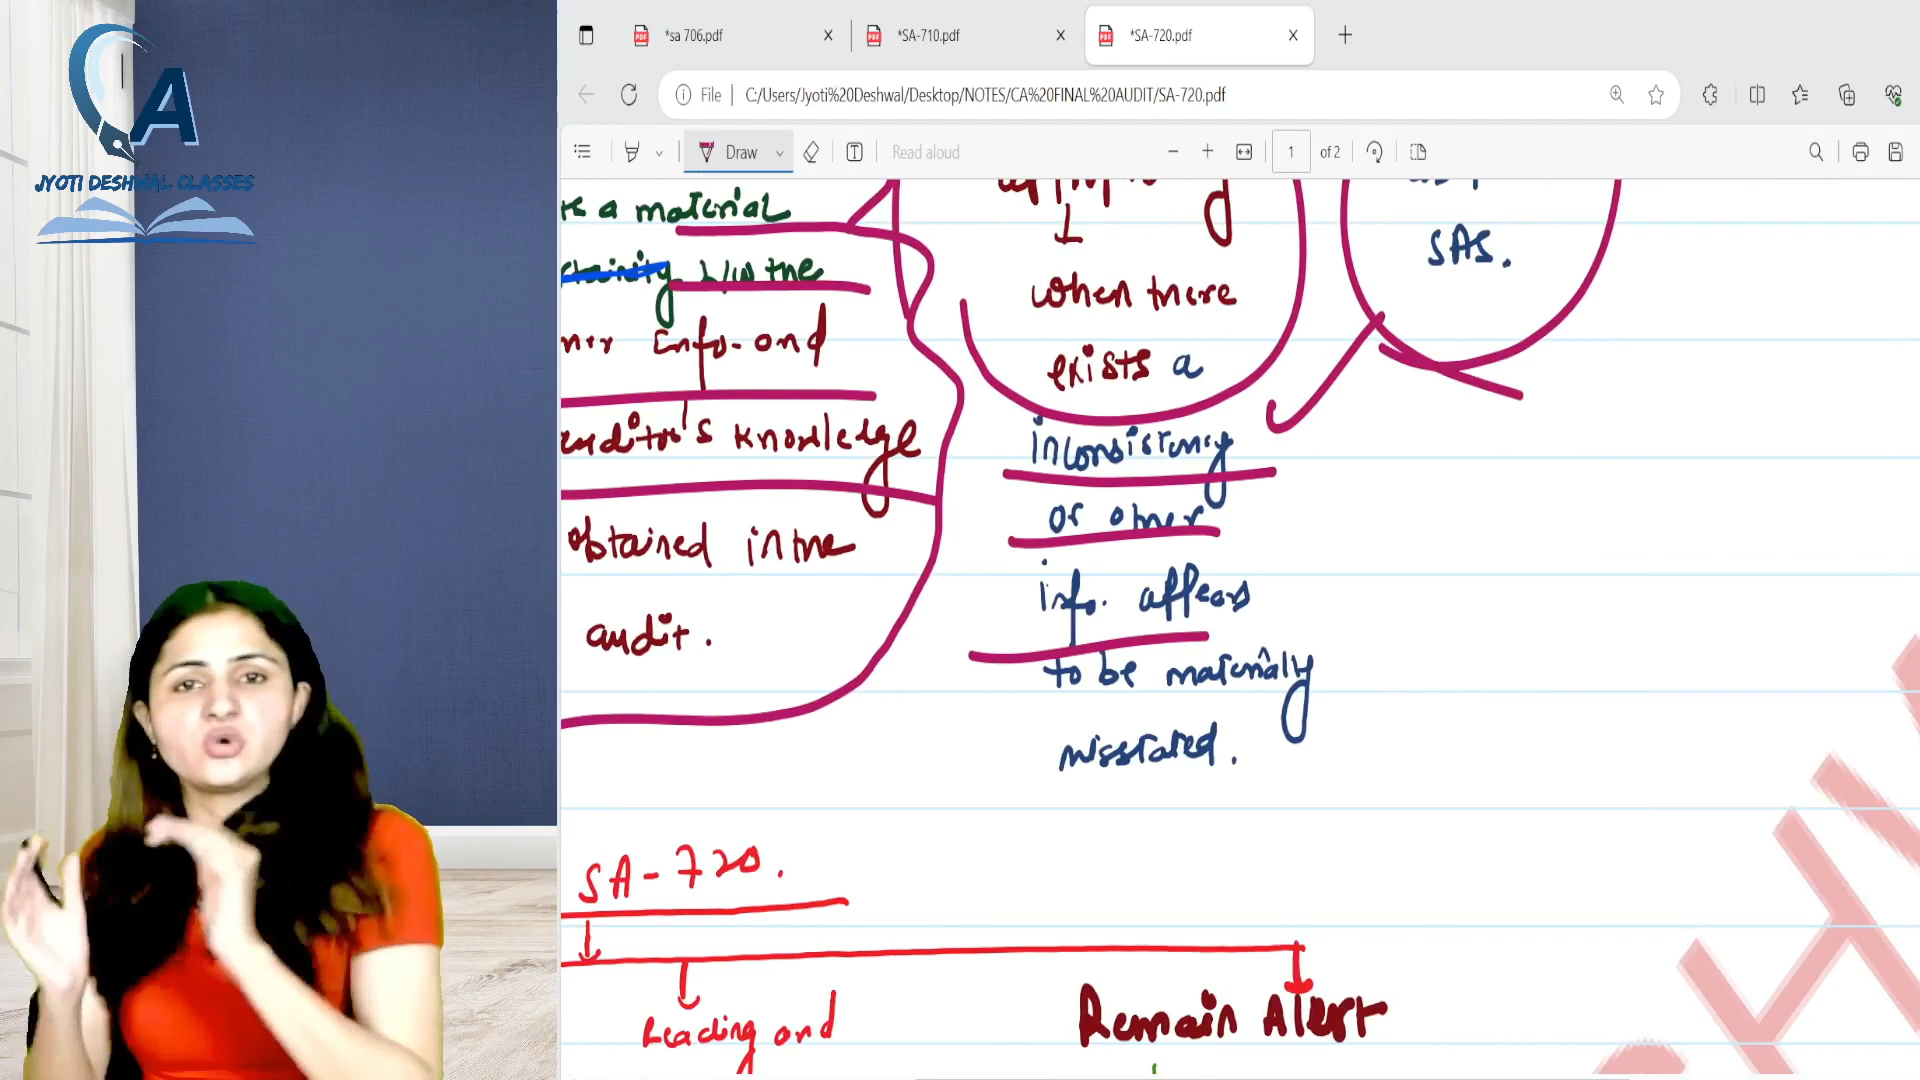 CA
JYOTI DESHWAL CLASSES
*sa 706.pdf
*SA-710.pdf
*SA-720.pdf
File
C:/Users/Jyoti%20Deshwal/Desktop/NOTES/CA%20FINAL%20AUDIT/SA-720.pdf
Draw
Read aloud
1 of 2
a material
b/w the
Info. and
auditor's knowledge
obtained in the
audit.
when there
exists a
inconsistency
or other
info. appears
to be materially
misstated.
SAs.
SA-720.
Reading and
Remain Alert